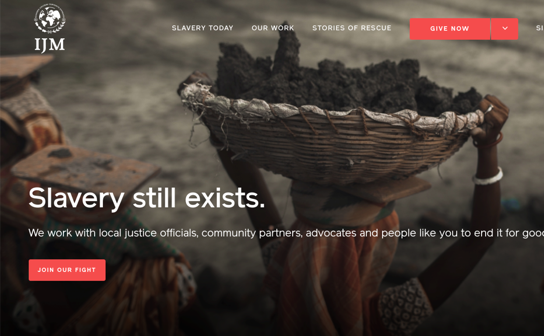 IJM
SLAVERY TODAY
OUR WORK
STORIES OF RESCUE
GIVE NOW
SI
Slavery still exists.
We work with local justice officials, community partners, advocates and people like you to end it for good
JOIN OUR FIGHT